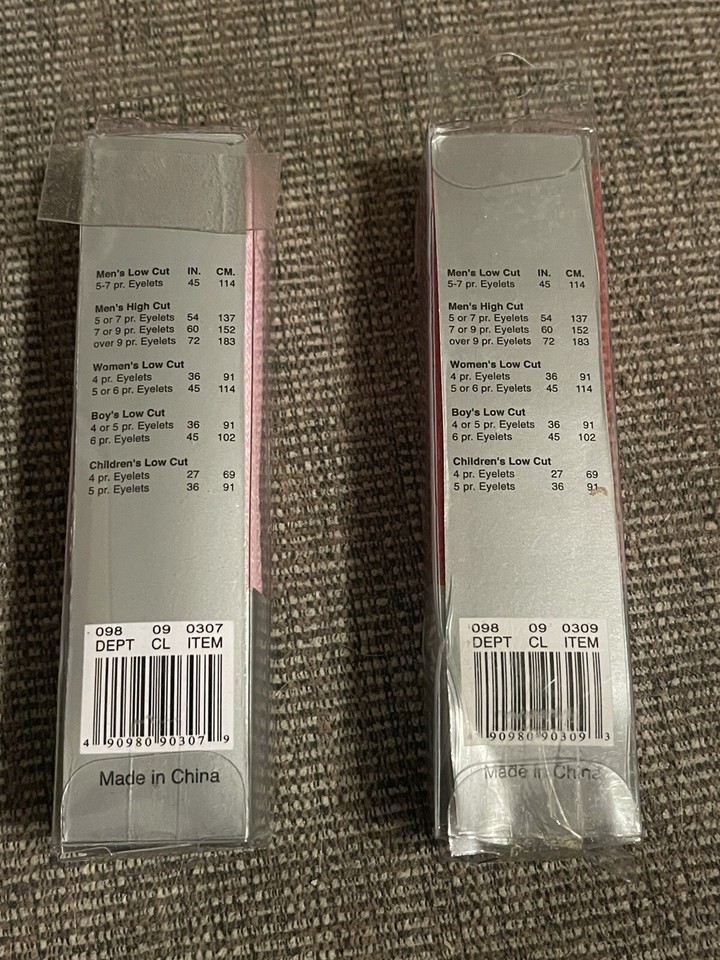 Men's Low Cut IN. CM.
5-7 pr. Eyelets 45 114
Men's High Cut
5 or 7 pr. Eyelets 54 137
7 or 9 pr. Eyelets 60 152
over 9 pr. Eyelets 72 183
Women's Low Cut
4 pr. Eyelets 36 91
5 or 6 pr. Eyelets 45 114
Boy's Low Cut
4 or 5 pr. Eyelets 36 91
6 pr. Eyelets 45 102
Children's Low Cut
4 pr. Eyelets 27 69
5 pr. Eyelets 36 91
098 09 0307
DEPT CL ITEM
4 90980 90307 9
Made in China
Men's Low Cut IN. CM.
5-7 pr. Eyelets 45 114
Men's High Cut
5 or 7 pr. Eyelets 54 137
7 or 9 pr. Eyelets 60 152
over 9 pr. Eyelets 72 183
Women's Low Cut
4 pr. Eyelets 36 91
5 or 6 pr. Eyelets 45 114
Boy's Low Cut
4 or 5 pr. Eyelets 36 91
6 pr. Eyelets 45 102
Children's Low Cut
4 pr. Eyelets 27 69
5 pr. Eyelets 36 91
098 09 0309
DEPT CL ITEM
4 90980 90309 3
Made in China